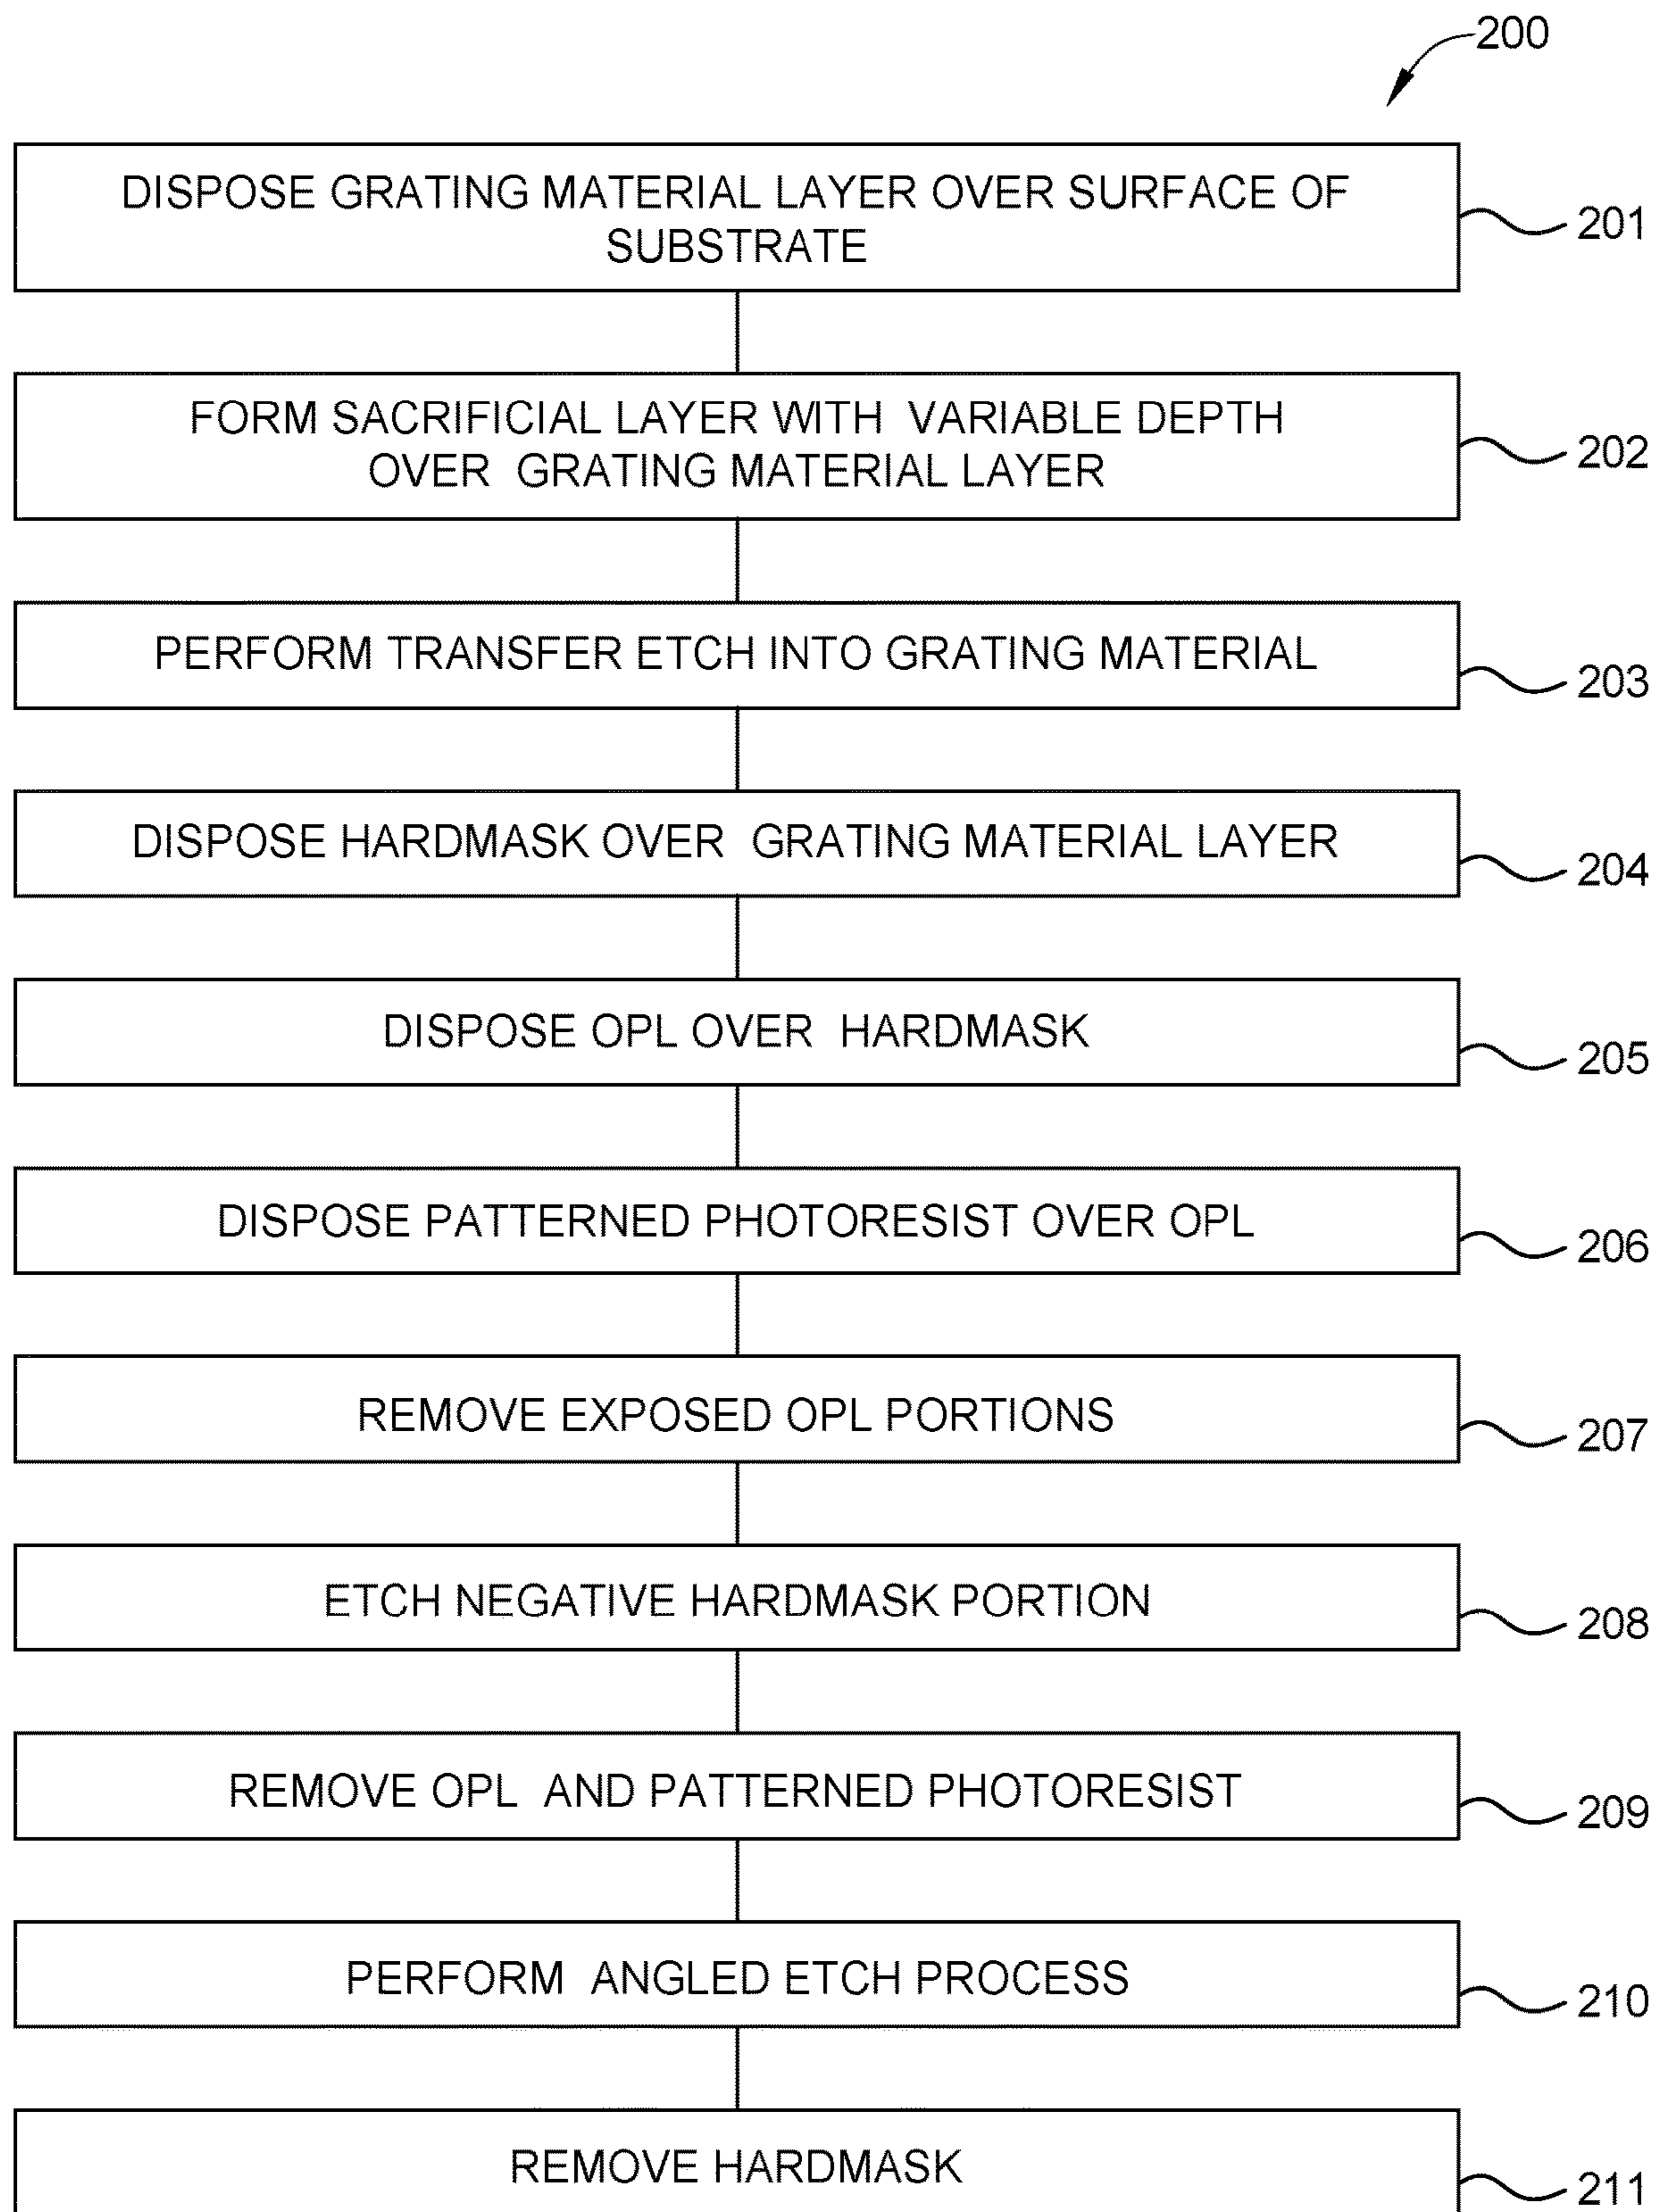 200
DISPOSE GRATING MATERIAL LAYER OVER SURFACE OF
SUBSTRATE
201
FORM SACRIFICIAL LAYER WITH VARIABLE DEPTH
OVER GRATING MATERIAL LAYER
202
PERFORM TRANSFER ETCH INTO GRATING MATERIAL
203
DISPOSE HARDMASK OVER GRATING MATERIAL LAYER
204
DISPOSE OPL OVER HARDMASK
205
DISPOSE PATTERNED PHOTORESIST OVER OPL
206
REMOVE EXPOSED OPL PORTIONS
207
ETCH NEGATIVE HARDMASK PORTION
208
REMOVE OPL AND PATTERNED PHOTORESIST
209
PERFORM ANGLED ETCH PROCESS
210
REMOVE HARDMASK
211